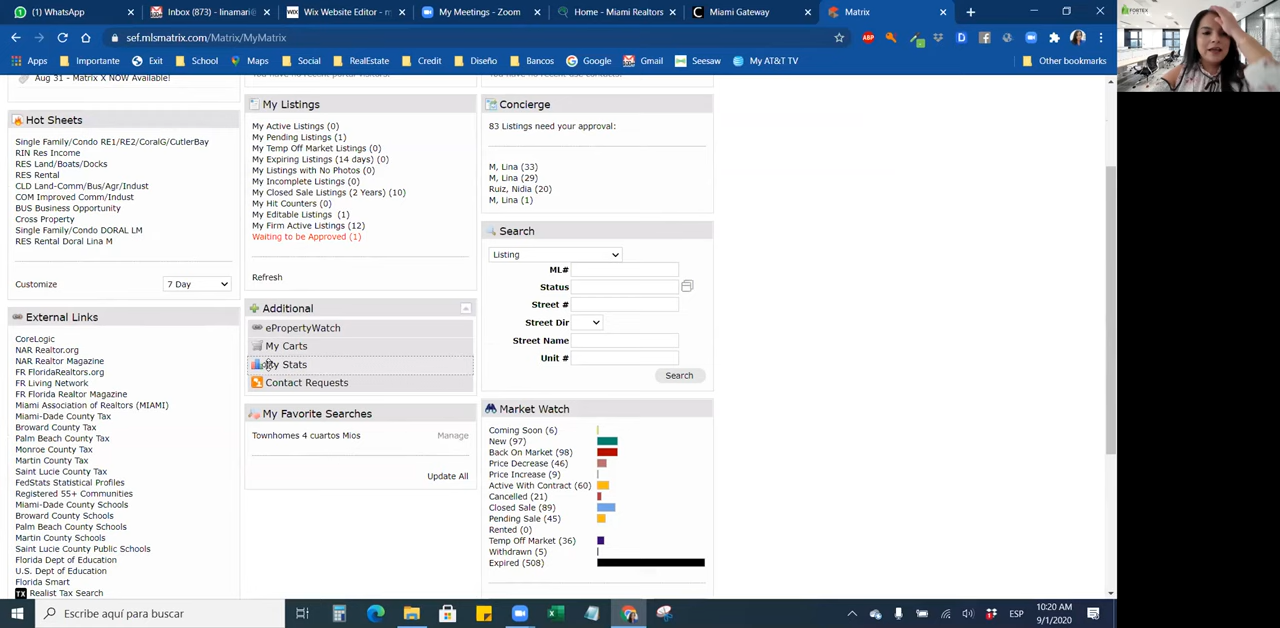 (1) WhatsApp
Inbox (873) - linamari@
Wix Website Editor - m
My Meetings - Zoom
Home - Miami Realtors
Miami Gateway
Matrix
sef.mlsmatrix.com/Matrix/MyMatrix
Apps
Importante
Exit
School
Maps
Social
RealEstate
Credit
Diseño
Bancos
Google
Gmail
Seesaw
My AT&T TV
Other bookmarks
Aug 31 - Matrix X NOW Available!
Hot Sheets
Single Family/Condo RE1/RE2/CoralG/CutlerBay
RIN Res Income
RES Land/Boats/Docks
RES Rental
CLD Land-Comm/Bus/Agr/Indust
COM Improved Comm/Indust
BUS Business Opportunity
Cross Property
Single Family/Condo DORAL LM
RES Rental Doral Lina M
Customize
7 Day
External Links
CoreLogic
NAR Realtor.org
NAR Realtor Magazine
FR FloridaRealtors.org
FR Living Network
FR Florida Realtor Magazine
Miami Association of Realtors (MIAMI)
Miami-Dade County Tax
Broward County Tax
Palm Beach County Tax
Monroe County Tax
Martin County Tax
Saint Lucie County Tax
FedStats Statistical Profiles
Registered 55+ Communities
Miami-Dade County Schools
Broward County Schools
Palm Beach County Schools
Martin County Schools
Saint Lucie County Public Schools
Florida Dept of Education
U.S. Dept of Education
Florida Smart
TX Realist Tax Search
My Listings
My Active Listings (0)
My Pending Listings (1)
My Temp Off Market Listings (0)
My Expiring Listings (14 days) (0)
My Listings with No Photos (0)
My Incomplete Listings (0)
My Closed Sale Listings (2 Years) (10)
My Hit Counters (0)
My Editable Listings (1)
My Firm Active Listings (12)
Waiting to be Approved (1)
Refresh
Additional
ePropertyWatch
My Carts
My Stats
Contact Requests
My Favorite Searches
Townhomes 4 cuartos Mios
Manage
Update All
Concierge
83 Listings need your approval:
M, Lina (33)
M, Lina (29)
Ruiz, Nidia (20)
M, Lina (1)
Search
Listing
ML#
Status
Street #
Street Dir
Street Name
Unit #
Search
Market Watch
Coming Soon (6)
New (97)
Back On Market (98)
Price Decrease (46)
Price Increase (9)
Active With Contract (60)
Cancelled (21)
Closed Sale (89)
Pending Sale (45)
Rented (0)
Temp Off Market (36)
Withdrawn (5)
Expired (508)
Escribe aquí para buscar
ESP
10:20 AM
9/1/2020
FORTEX